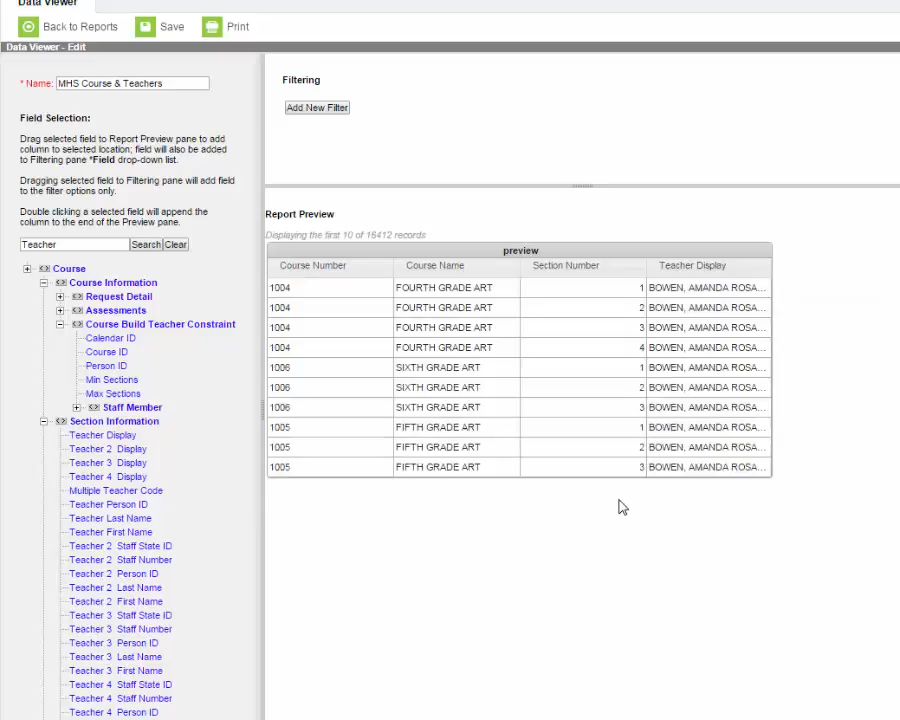 Data Viewer
Back to Reports Save Print
Data Viewer - Edit
* Name: MHS Course & Teachers
Field Selection:
Drag selected field to Report Preview pane to add
column to selected location; field will also be added
to Filtering pane *Field drop-down list.
Dragging selected field to Filtering pane will add field
to the filter options only.
Double clicking a selected field will append the
column to the end of the Preview pane.
Teacher Search Clear
Course
Course Information
Request Detail
Assessments
Course Build Teacher Constraint
Calendar ID
Course ID
Person ID
Min Sections
Max Sections
Staff Member
Section Information
Teacher Display
Teacher 2 Display
Teacher 3 Display
Teacher 4 Display
Multiple Teacher Code
Teacher Person ID
Teacher Last Name
Teacher First Name
Teacher 2 Staff State ID
Teacher 2 Staff Number
Teacher 2 Person ID
Teacher 2 Last Name
Teacher 2 First Name
Teacher 3 Staff State ID
Teacher 3 Staff Number
Teacher 3 Person ID
Teacher 3 Last Name
Teacher 3 First Name
Teacher 4 Staff State ID
Teacher 4 Staff Number
Teacher 4 Person ID
Filtering
Add New Filter
Report Preview
Displaying the first 10 of 16412 records
preview
Course Number Course Name Section Number Teacher Display
1004 FOURTH GRADE ART 1 BOWEN, AMANDA ROSA...
1004 FOURTH GRADE ART 2 BOWEN, AMANDA ROSA...
1004 FOURTH GRADE ART 3 BOWEN, AMANDA ROSA...
1004 FOURTH GRADE ART 4 BOWEN, AMANDA ROSA...
1006 SIXTH GRADE ART 1 BOWEN, AMANDA ROSA...
1006 SIXTH GRADE ART 2 BOWEN, AMANDA ROSA...
1006 SIXTH GRADE ART 3 BOWEN, AMANDA ROSA...
1005 FIFTH GRADE ART 1 BOWEN, AMANDA ROSA...
1005 FIFTH GRADE ART 2 BOWEN, AMANDA ROSA...
1005 FIFTH GRADE ART 3 BOWEN, AMANDA ROSA...